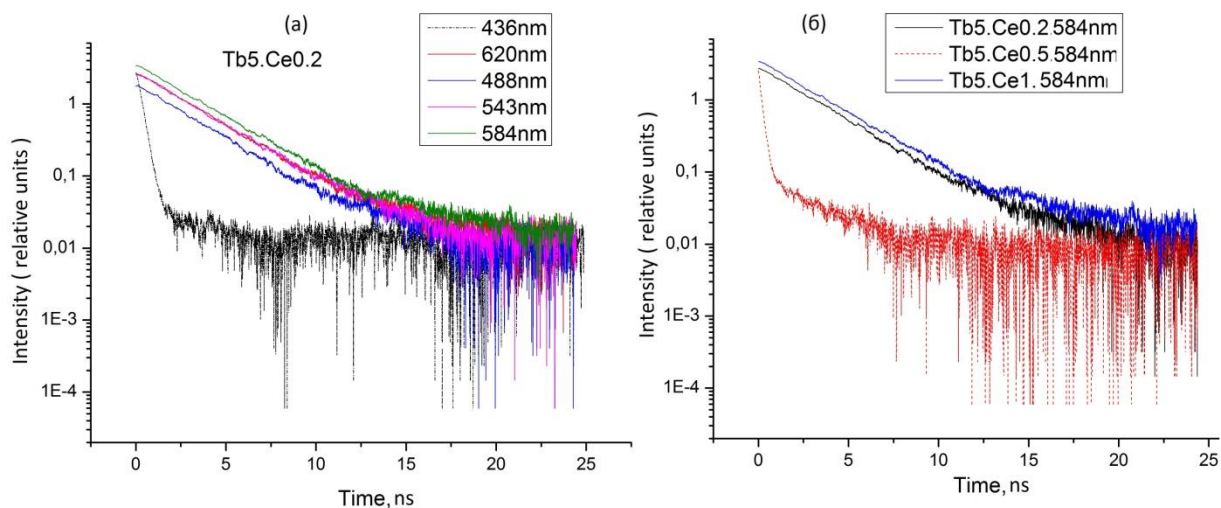 (a)
Tb5.Ce0.2
436nm
620nm
488nm
543nm
584nm
Intensity ( relative units )
1
0,1
0,01
1E-3
1E-4
0
5
10
15
20
25
Time, ns
(б)
Tb5.Ce0.2.584nm
Tb5.Ce0.5.584nm
Tb5.Ce1.584nm
Intensity ( relative units )
1
0,1
0,01
1E-3
1E-4
0
5
10
15
20
25
Time, ns